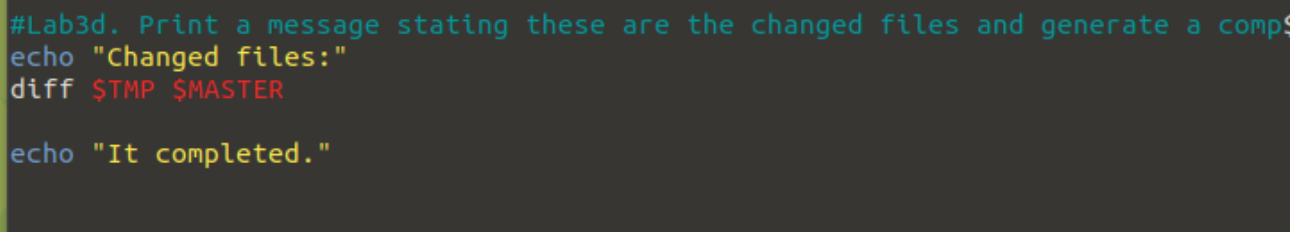 #Lab3d. Print a message stating these are the changed files and generate a comp$
echo "Changed files:"
diff $TMP $MASTER
echo "It completed."